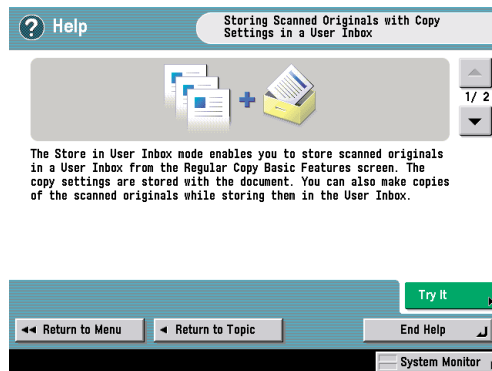 Help
Storing Scanned Originals with Copy
Settings in a User Inbox
1/ 2
The Store in User Inbox mode enables you to store scanned originals
in a User Inbox from the Regular Copy Basic Features screen. The
copy settings are stored with the document. You can also make copies
of the scanned originals while storing them in the User Inbox.
Try It
Return to Menu
Return to Topic
End Help
System Monitor